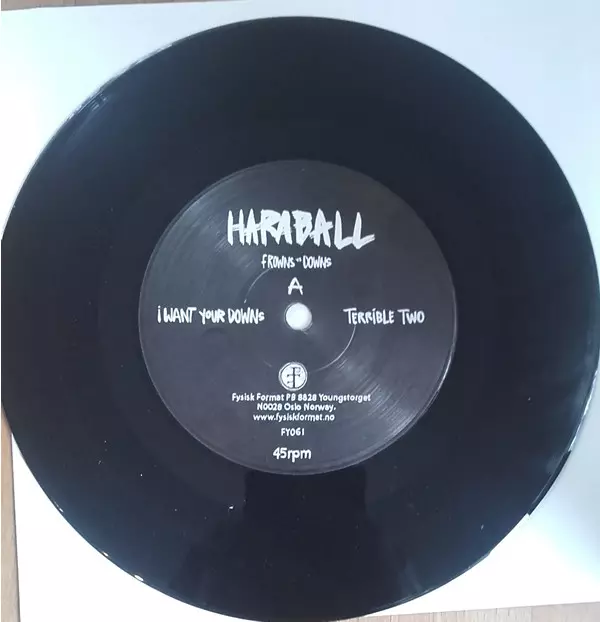 HARABALL
FROWNS and DOWNS
A
i WANT YOUR DOWNS
TERRIBLE TWO
Fysisk Format PB 8828 Youngstorget
N0028 Oslo Norway.
www.fysiskformat.no
FY061
45rpm